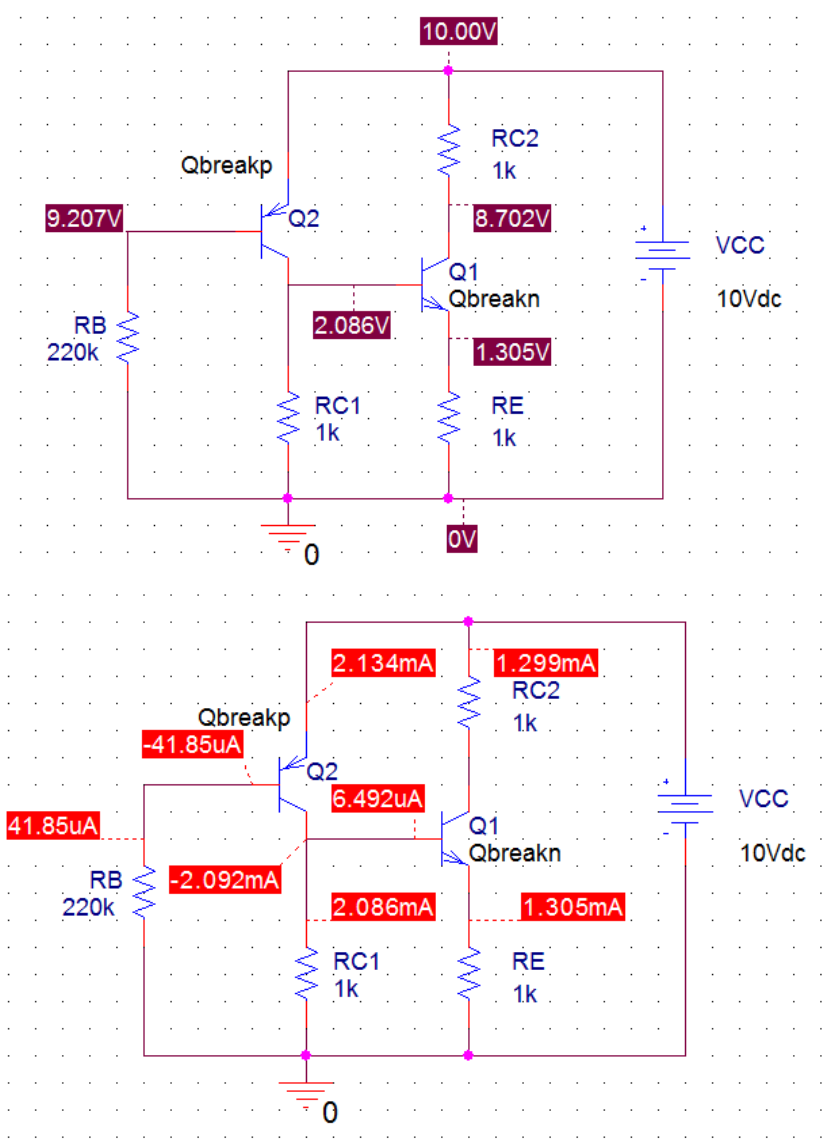 10.00V
RC2
1k
Qbreakp
9.207V
Q2
8.702V
VCC
Q1
Qbreakn
10Vdc
2.086V
RB
220k
1.305V
RC1
1k
RE
1k
0V
0
2.134mA
1.299mA
RC2
1k
Qbreakp
-41.85uA
Q2
6.492uA
VCC
41.85uA
Q1
Qbreakn
10Vdc
RB
220k
-2.092mA
2.086mA
1.305mA
RC1
1k
RE
1k
0